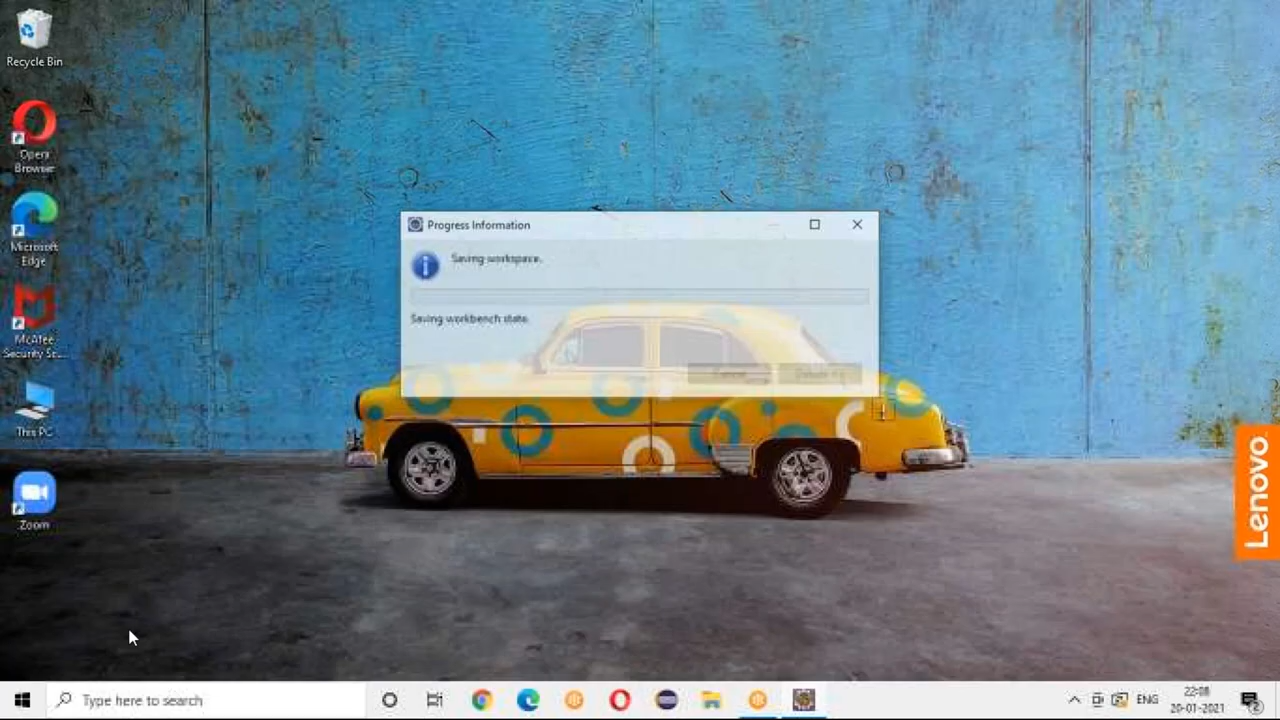 Recycle Bin
Opera
Browser
Microsoft
Edge
McAfee
Security Sc...
This PC
Zoom
Progress Information
Saving workspace.
Saving workbench state.
Lenovo
Type here to search
ENG
22:08
20-01-2021
2